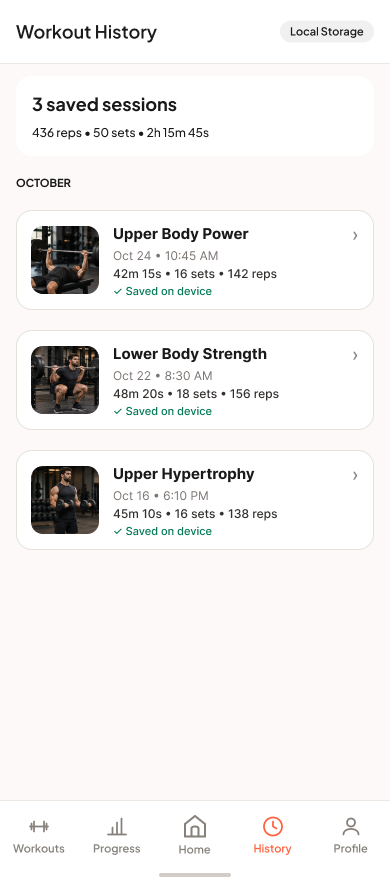 Workout History
Local Storage
3 saved sessions
436 reps • 50 sets • 2h 15m 45s
OCTOBER
Upper Body Power
›
Oct 24 • 10:45 AM
42m 15s • 16 sets • 142 reps
✓ Saved on device
Lower Body Strength
›
Oct 22 • 8:30 AM
48m 20s • 18 sets • 156 reps
✓ Saved on device
Upper Hypertrophy
›
Oct 16 • 6:10 PM
45m 10s • 16 sets • 138 reps
✓ Saved on device
Workouts
Progress
Home
History
Profile